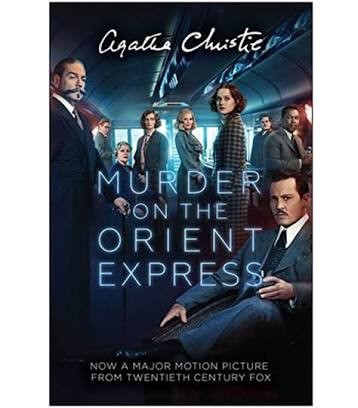 Agatha Christie
MURDER
ON THE
ORIENT
EXPRESS
NOW A MAJOR MOTION PICTURE
FROM TWENTIETH CENTURY FOX